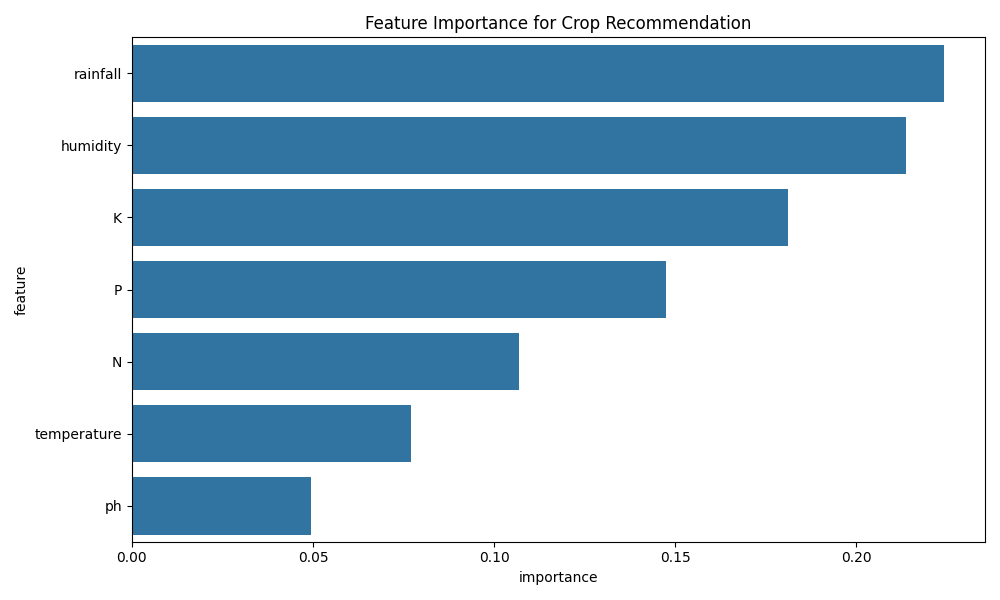 Feature Importance for Crop Recommendation
rainfall
humidity
K
P
N
temperature
ph
feature
0.00
0.05
0.10
0.15
0.20
importance